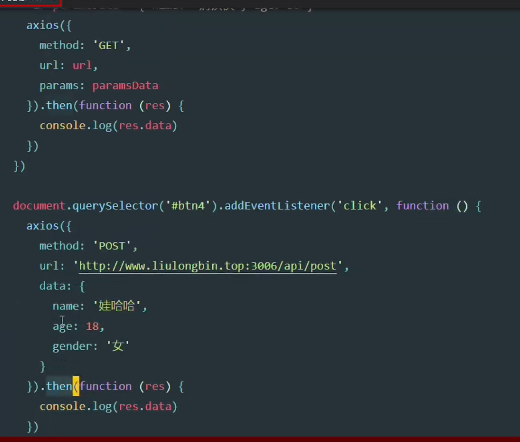 axios({
method: 'GET',
url: url,
params: paramsData
}).then(function (res) {
console.log(res.data)
})
})
document.querySelector('#btn4').addEventListener('click', function () {
axios({
method: 'POST',
url: 'http://www.liulongbin.top:3006/api/post',
data: {
name: '娃哈哈',
age: 18,
gender: '女'
}
}).then(function (res) {
console.log(res.data)
})